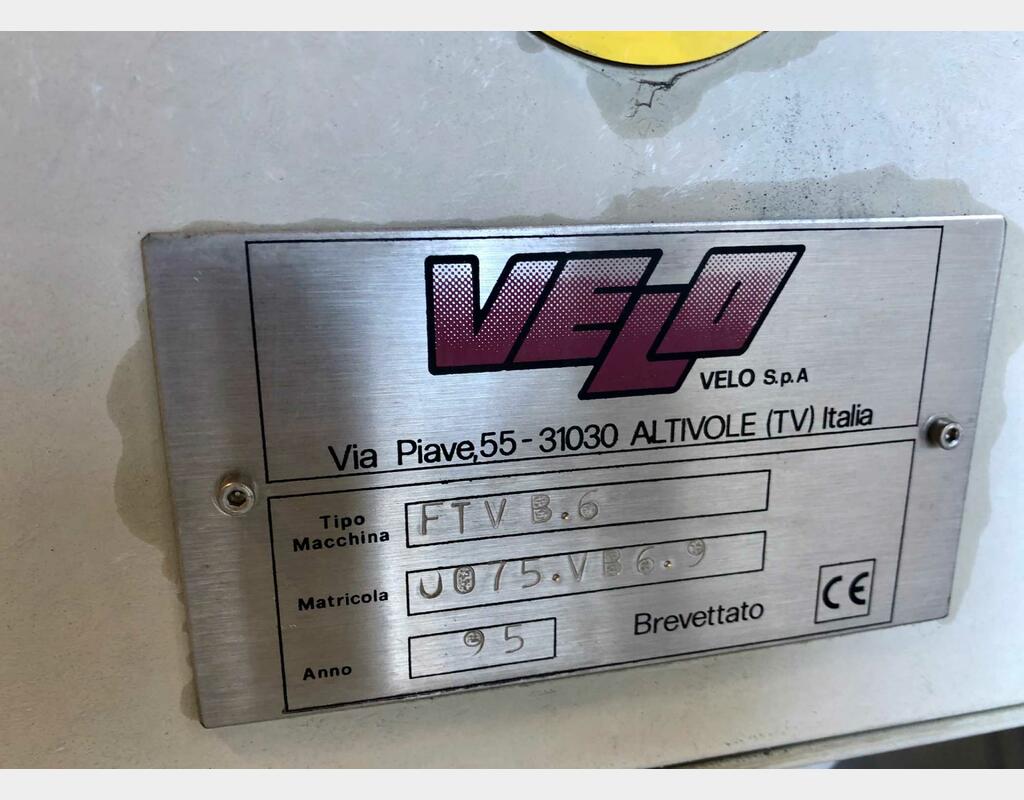 VELO
VELO S.p.A
Via Piave,55-31030 ALTIVOLE (TV) Italia
Tipo Macchina FTV B.6
Matricola 0075.VB6.9
Anno 95
Brevettato CE